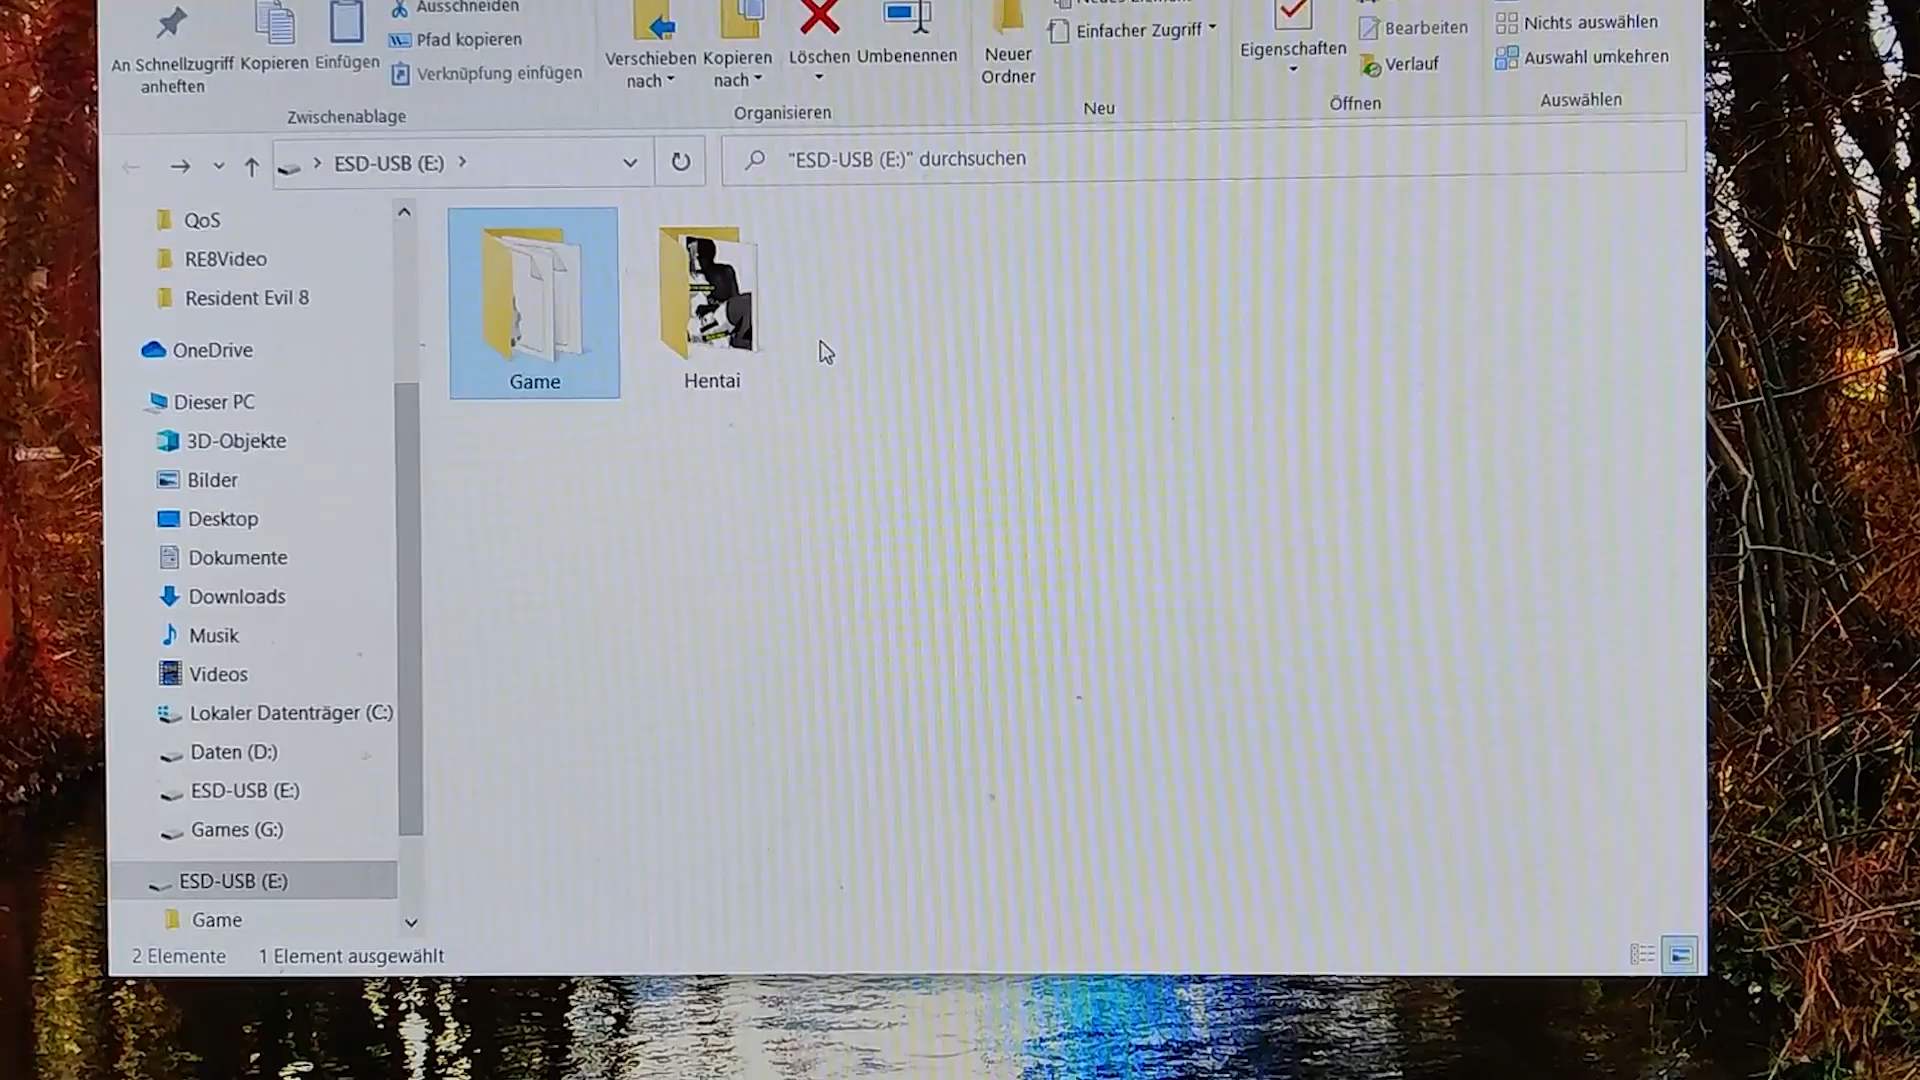 Ausschneiden
Pfad kopieren
Verknüpfung einfügen
An Schnellzugriff anheften
Kopieren
Einfügen
Zwischenablage
Verschieben nach
Kopieren nach
Löschen
Umbenennen
Organisieren
Neuer Ordner
Einfacher Zugriff
Neu
Eigenschaften
Bearbeiten
Verlauf
Öffnen
Nichts auswählen
Auswahl umkehren
Auswählen
ESD-USB (E:)
"ESD-USB (E:)" durchsuchen
QoS
RE8Video
Resident Evil 8
OneDrive
Dieser PC
3D-Objekte
Bilder
Desktop
Dokumente
Downloads
Musik
Videos
Lokaler Datenträger (C:)
Daten (D:)
ESD-USB (E:)
Games (G:)
ESD-USB (E:)
Game
Game
Hentai
2 Elemente
1 Element ausgewählt